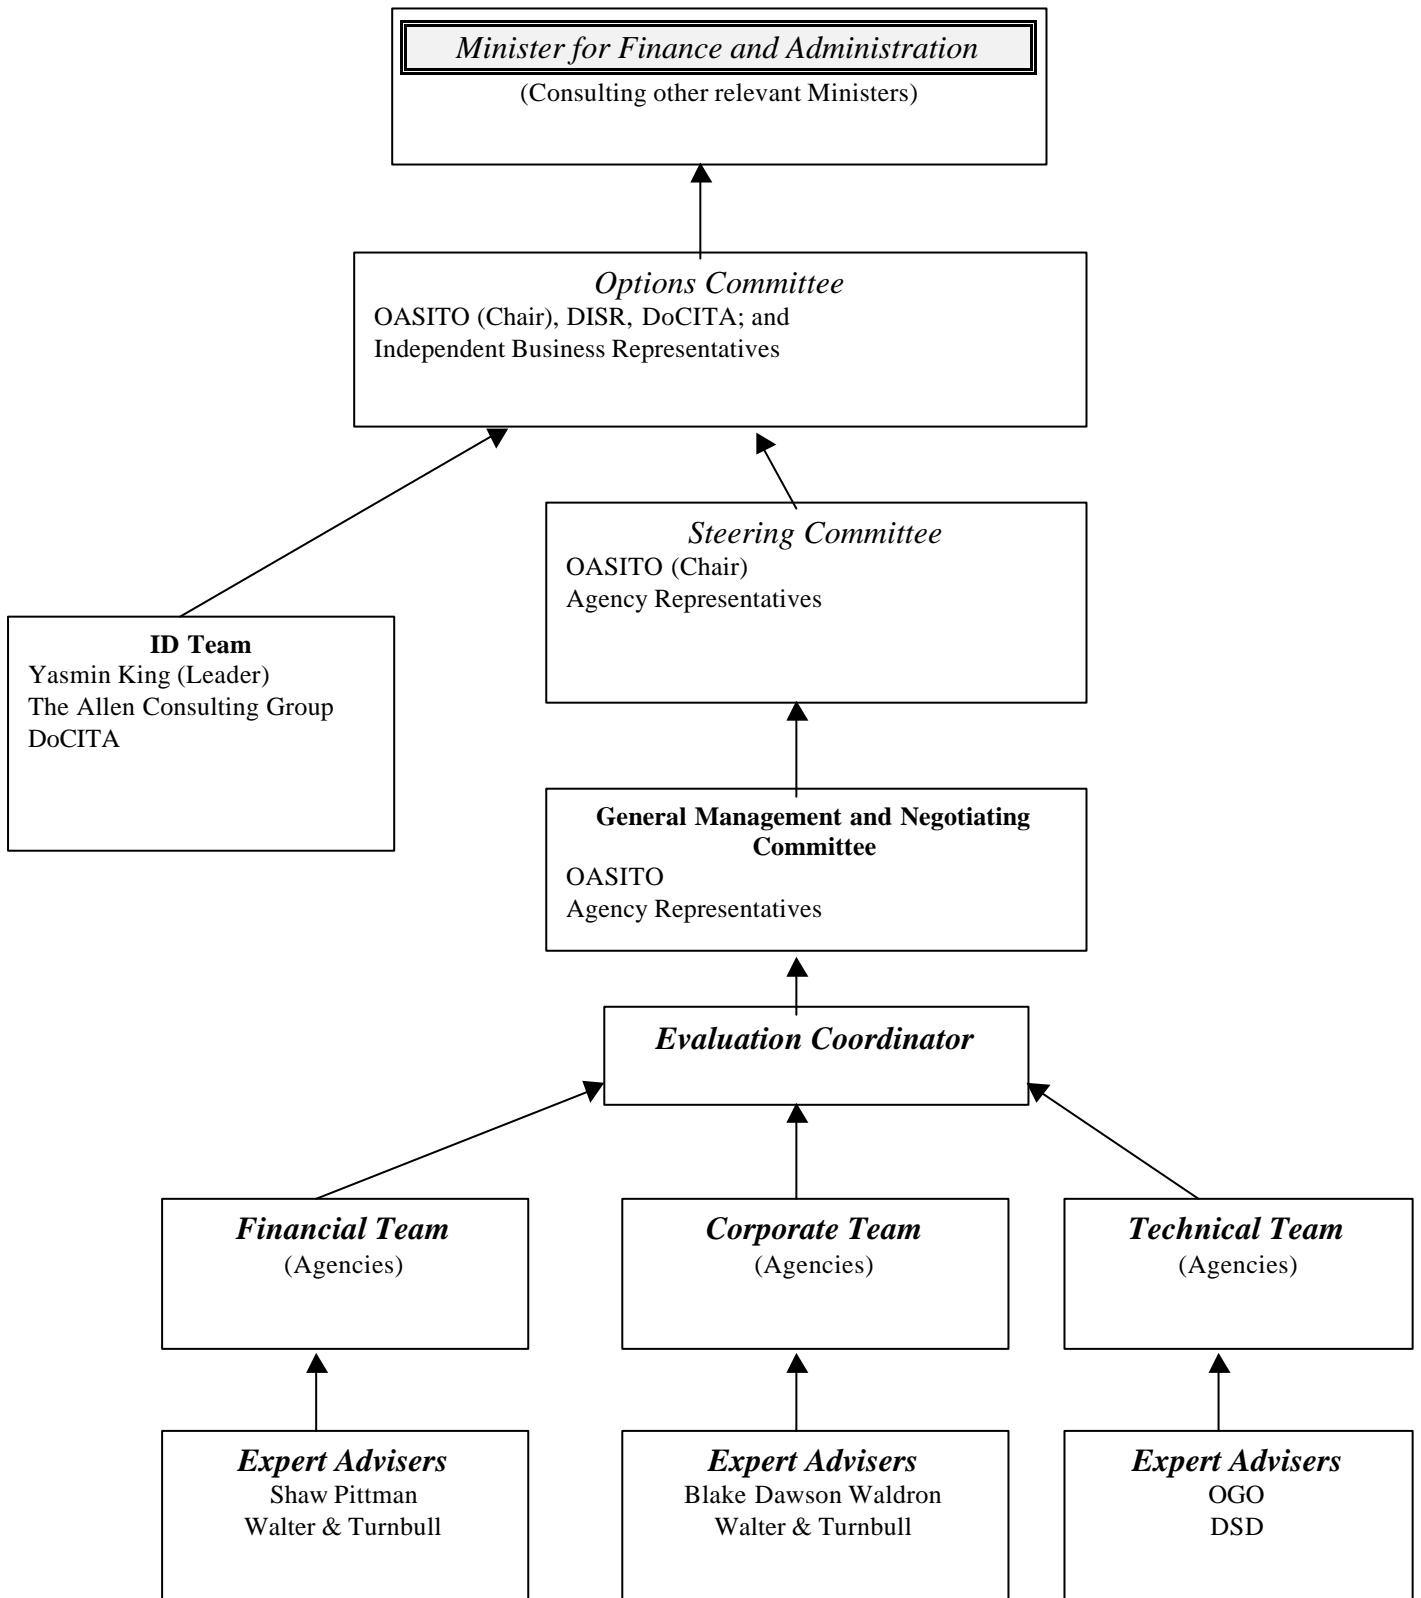 Minister for Finance and Administration
(Consulting other relevant Ministers)
Options Committee
OASITO (Chair), DISR, DoCITA; and
Independent Business Representatives
Steering Committee
OASITO (Chair)
Agency Representatives
ID Team
Yasmin King (Leader)
The Allen Consulting Group
DoCITA
General Management and Negotiating
Committee
OASITO
Agency Representatives
Evaluation Coordinator
Financial Team
(Agencies)
Corporate Team
(Agencies)
Technical Team
(Agencies)
Expert Advisers
Shaw Pittman
Walter & Turnbull
Expert Advisers
Blake Dawson Waldron
Walter & Turnbull
Expert Advisers
OGO
DSD